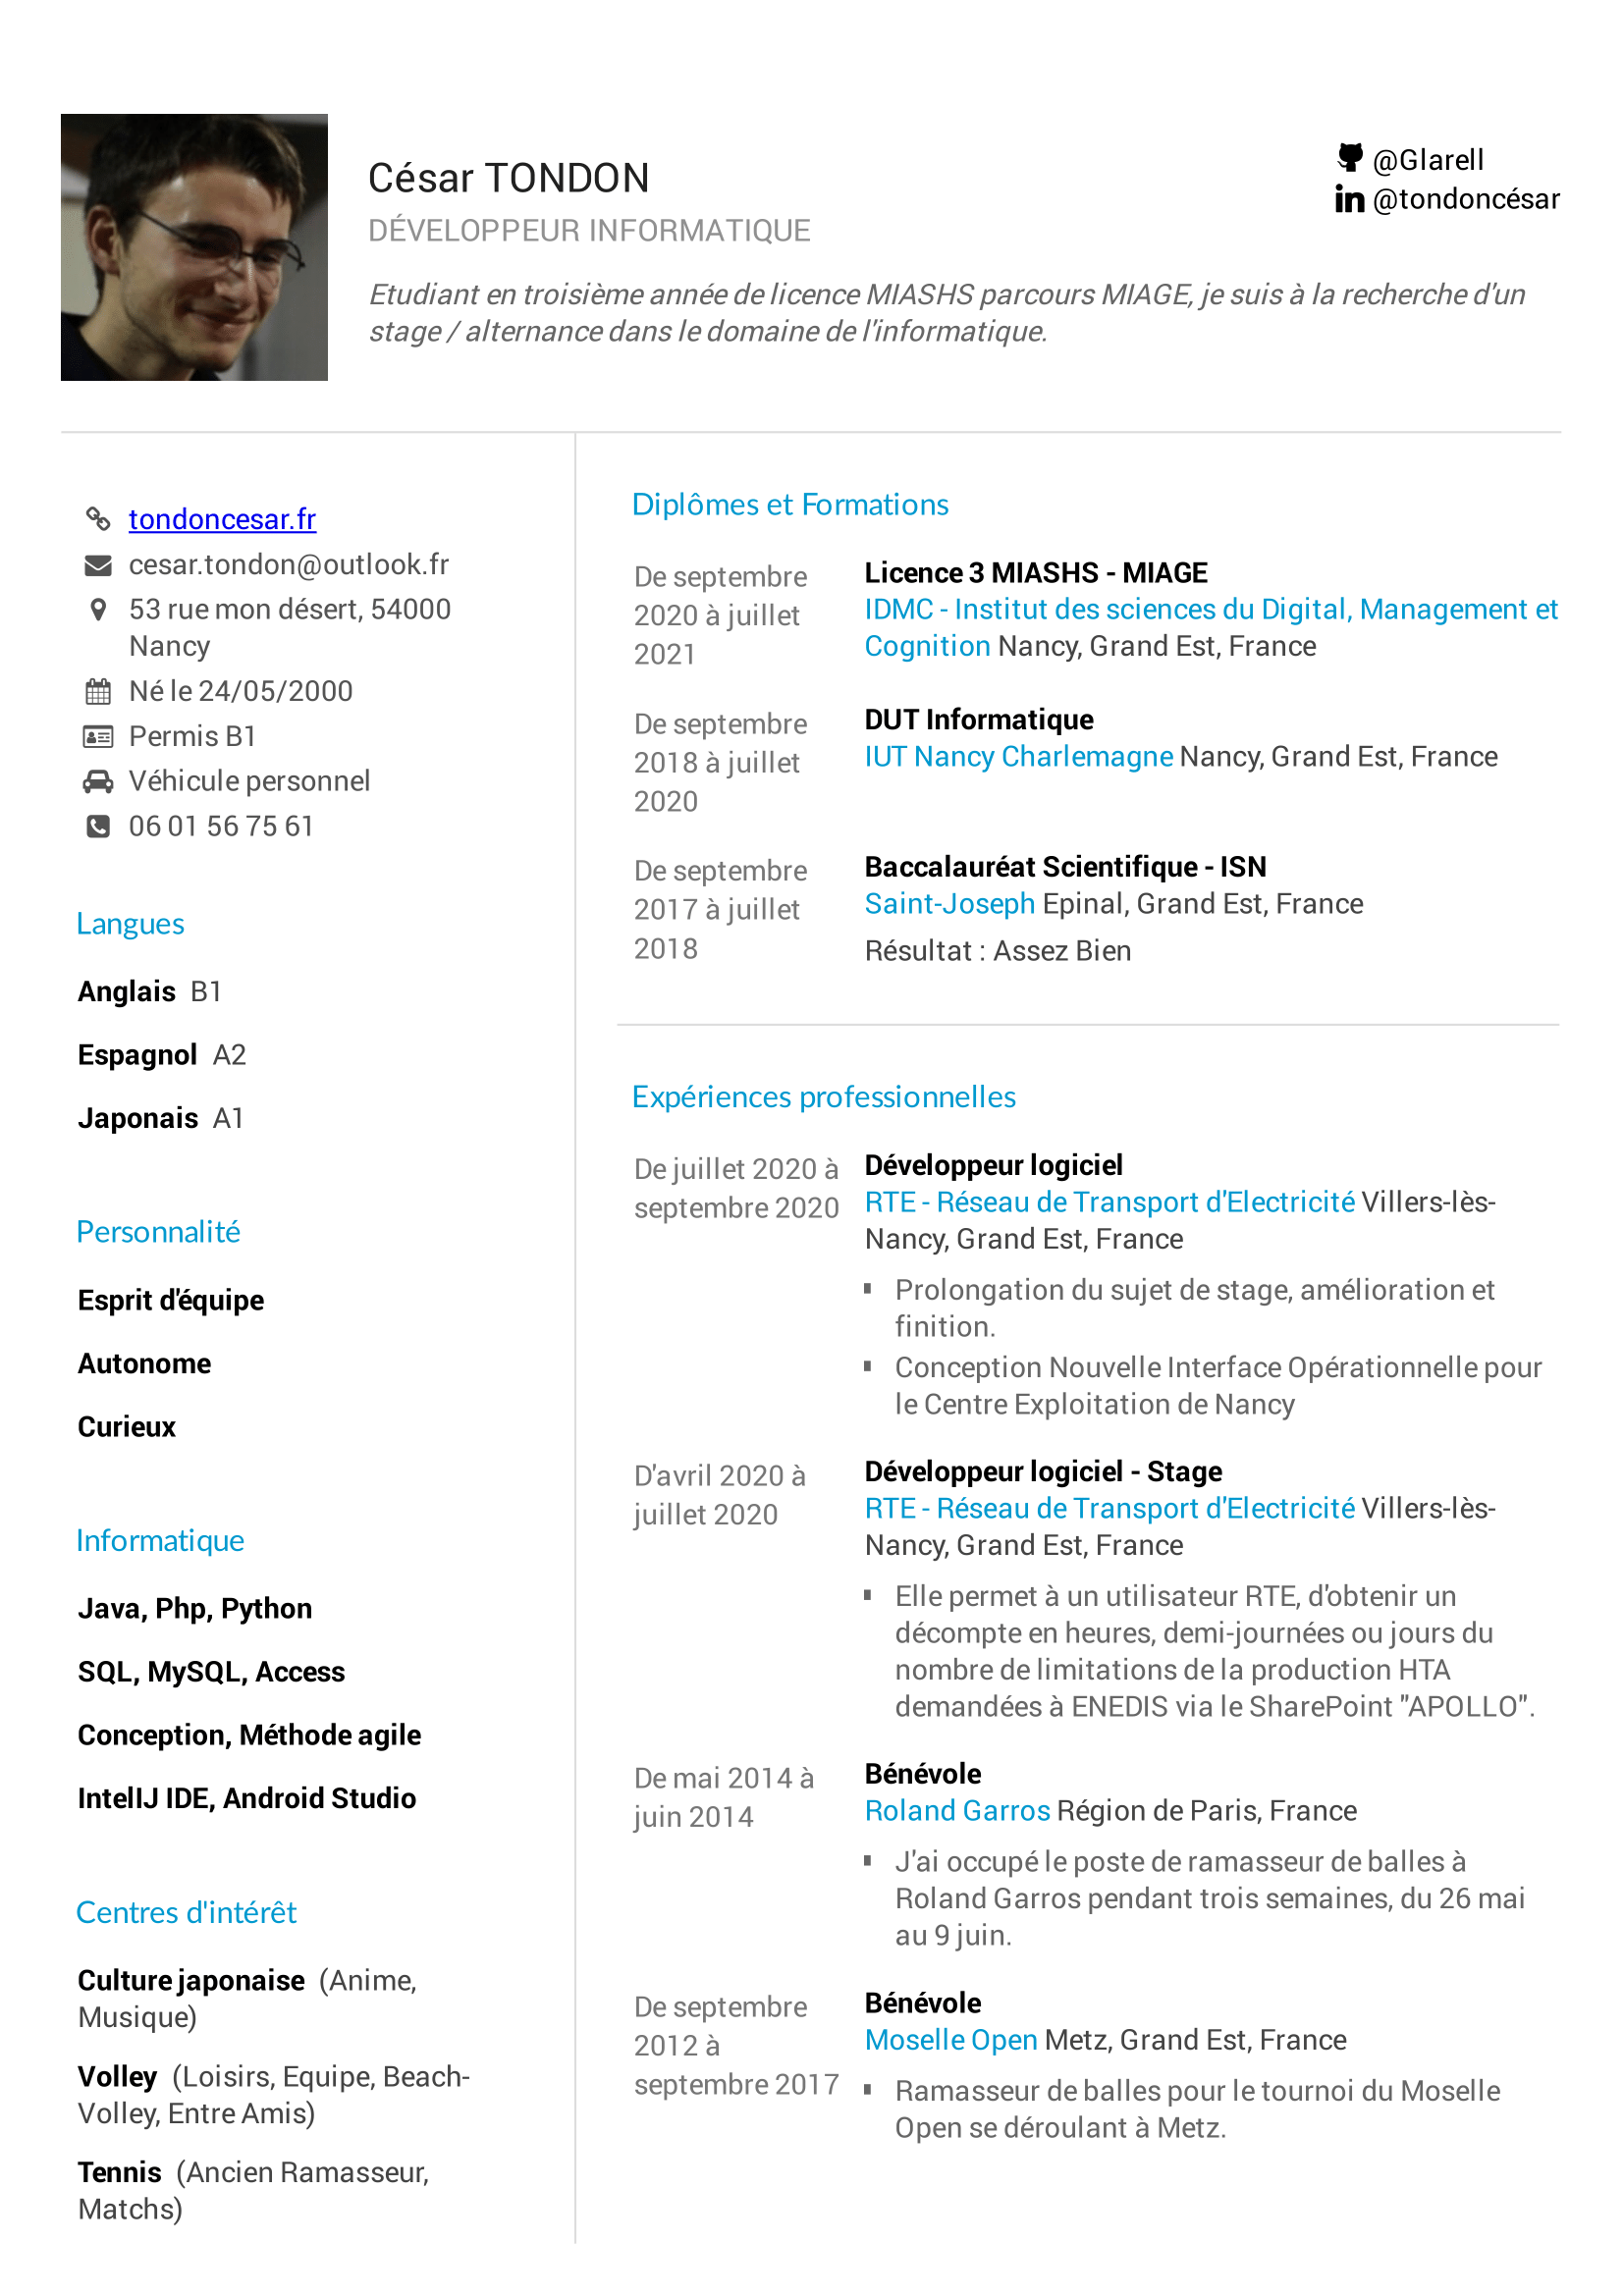 César TONDON
DÉVELOPPEUR INFORMATIQUE
@Glarell
@tondoncésar
Etudiant en troisième année de licence MIASHS parcours MIAGE, je suis à la recherche d'un
stage / alternance dans le domaine de l'informatique.
tondoncesar.fr
cesar.tondon@outlook.fr
53 rue mon désert, 54000
Nancy
Né le 24/05/2000
Permis B1
Véhicule personnel
06 01 56 75 61
Langues
Anglais B1
Espagnol A2
Japonais A1
Personnalité
Esprit d'équipe
Autonome
Curieux
Informatique
Java, Php, Python
SQL, MySQL, Access
Conception, Méthode agile
IntelIJ IDE, Android Studio
Centres d'intérêt
Culture japonaise (Anime,
Musique)
Volley (Loisirs, Equipe, Beach-
Volley, Entre Amis)
Tennis (Ancien Ramasseur,
Matchs)
Diplômes et Formations
De septembre
2020 à juillet
2021
Licence 3 MIASHS - MIAGE
IDMC - Institut des sciences du Digital, Management et
Cognition Nancy, Grand Est, France
De septembre
2018 à juillet
2020
DUT Informatique
IUT Nancy Charlemagne Nancy, Grand Est, France
De septembre
2017 à juillet
2018
Baccalauréat Scientifique - ISN
Saint-Joseph Epinal, Grand Est, France
Résultat : Assez Bien
Expériences professionnelles
De juillet 2020 à
septembre 2020
Développeur logiciel
RTE - Réseau de Transport d'Electricité Villers-lès-
Nancy, Grand Est, France
Prolongation du sujet de stage, amélioration et
finition.
Conception Nouvelle Interface Opérationnelle pour
le Centre Exploitation de Nancy
D'avril 2020 à
juillet 2020
Développeur logiciel - Stage
RTE - Réseau de Transport d'Electricité Villers-lès-
Nancy, Grand Est, France
Elle permet à un utilisateur RTE, d'obtenir un
décompte en heures, demi-journées ou jours du
nombre de limitations de la production HTA
demandées à ENEDIS via le SharePoint "APOLLO".
De mai 2014 à
juin 2014
Bénévole
Roland Garros Région de Paris, France
J'ai occupé le poste de ramasseur de balles à
Roland Garros pendant trois semaines, du 26 mai
au 9 juin.
De septembre
2012 à
septembre 2017
Bénévole
Moselle Open Metz, Grand Est, France
Ramasseur de balles pour le tournoi du Moselle
Open se déroulant à Metz.